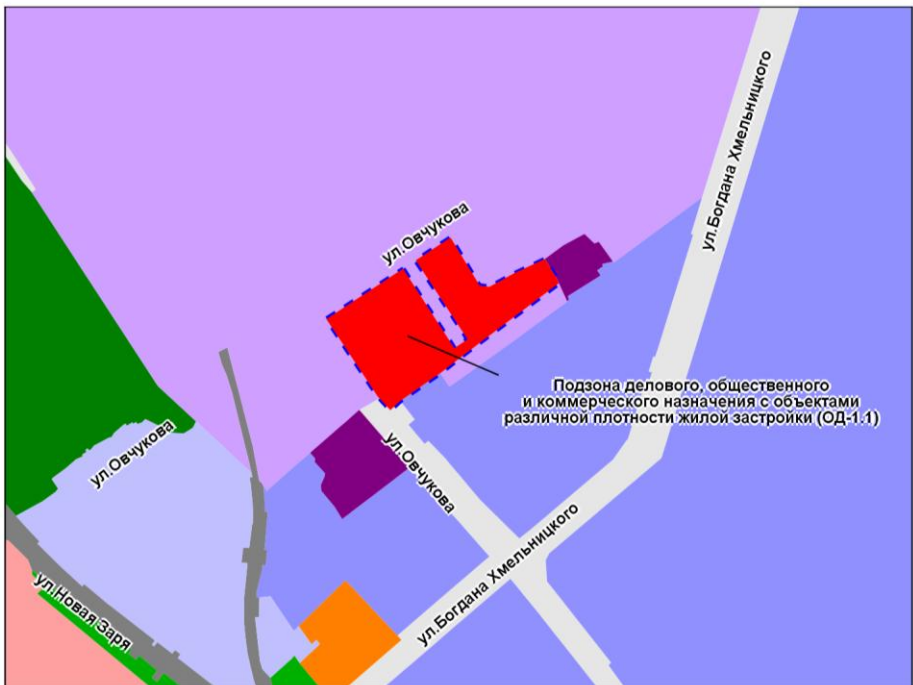 ул.Богдана Хмельницкого
ул.Овчукова
Подзона делового, общественного
и коммерческого назначения с объектами
различный плотности жилой застройки (ОД-1.1)
ул.Овчукова
ул.Овчукова
ул.Богдана Хмельницкого
ул.Новая Заря